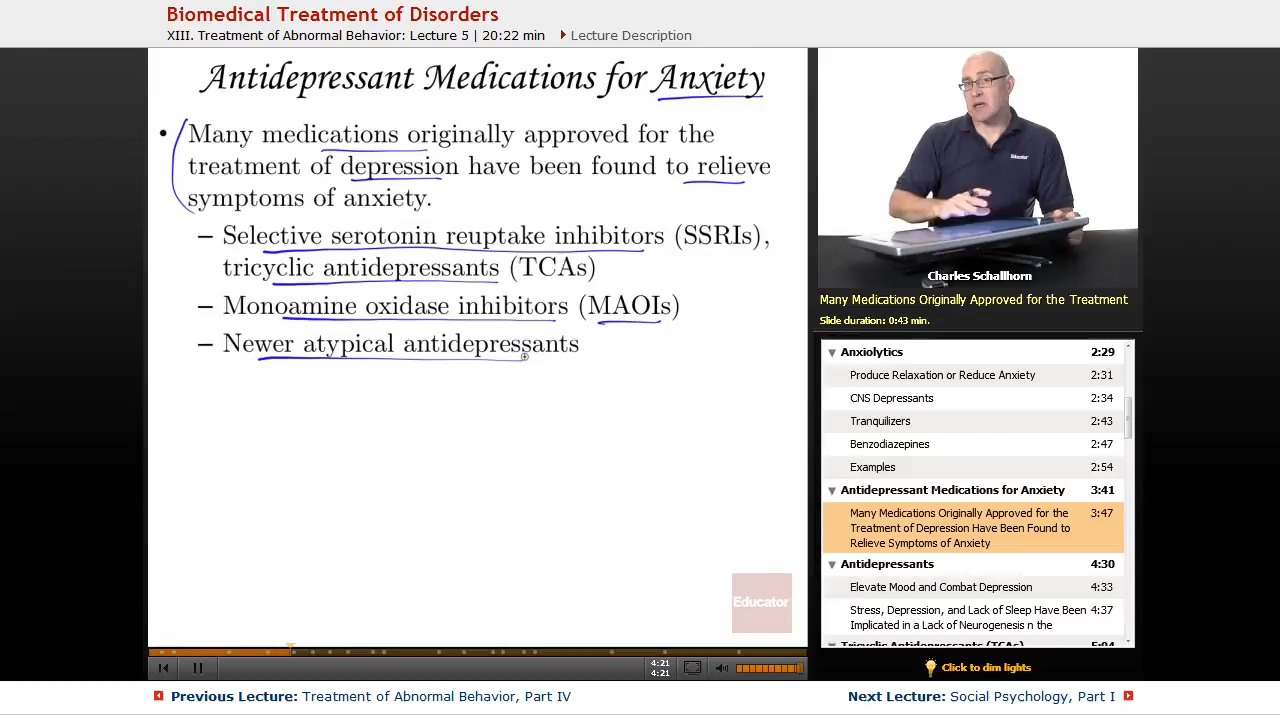 Biomedical Treatment of Disorders
XIII. Treatment of Abnormal Behavior: Lecture 5 | 20:22 min Lecture Description
Antidepressant Medications for Anxiety
• Many medications originally approved for the
treatment of depression have been found to relieve
symptoms of anxiety.
– Selective serotonin reuptake inhibitors (SSRIs),
tricyclic antidepressants (TCAs)
– Monoamine oxidase inhibitors (MAOIs)
– Newer atypical antidepressants
Educator
Educator
Charles Schallhorn
Many Medications Originally Approved for the Treatment
Slide duration: 0:43 min.
Anxiolytics 2:29
Produce Relaxation or Reduce Anxiety 2:31
CNS Depressants 2:34
Tranquilizers 2:43
Benzodiazepines 2:47
Examples 2:54
Antidepressant Medications for Anxiety 3:41
Many Medications Originally Approved for the 3:47
Treatment of Depression Have Been Found to
Relieve Symptoms of Anxiety
Antidepressants 4:30
Elevate Mood and Combat Depression 4:33
Stress, Depression, and Lack of Sleep Have Been 4:37
Implicated in a Lack of Neurogenesis n the
Tricyclic Antidepressants (TCAs) 5:04
4:21
4:21
Click to dim lights
Previous Lecture: Treatment of Abnormal Behavior, Part IV
Next Lecture: Social Psychology, Part I